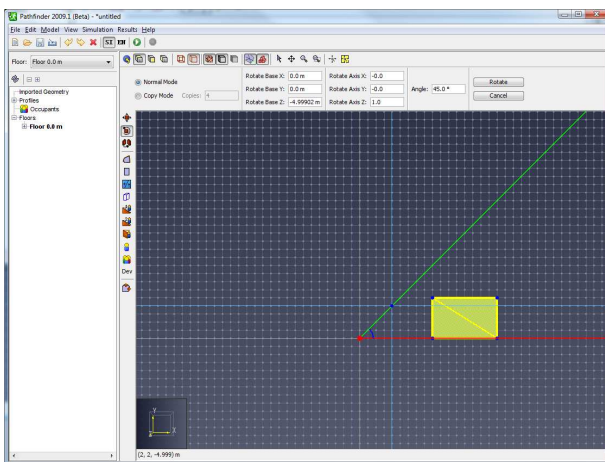 Pathfinder 2009.1 (Beta) - *untitled
File Edit Model View Simulation Results Help
SI EN
Floor: Floor 0.0 m
Normal Mode
Copy Mode Copies: 4
Rotate Base X: 0.0 m
Rotate Base Y: 0.0 m
Rotate Base Z: -4.99902 m
Rotate Axis X: -0.0
Rotate Axis Y: -0.0
Rotate Axis Z: 1.0
Angle: 45.0 °
Rotate
Cancel
Imported Geometry
Profiles
Occupants
Floors
Floor 0.0 m
Dev
Y
Z X
(2, 2, -4.999) m